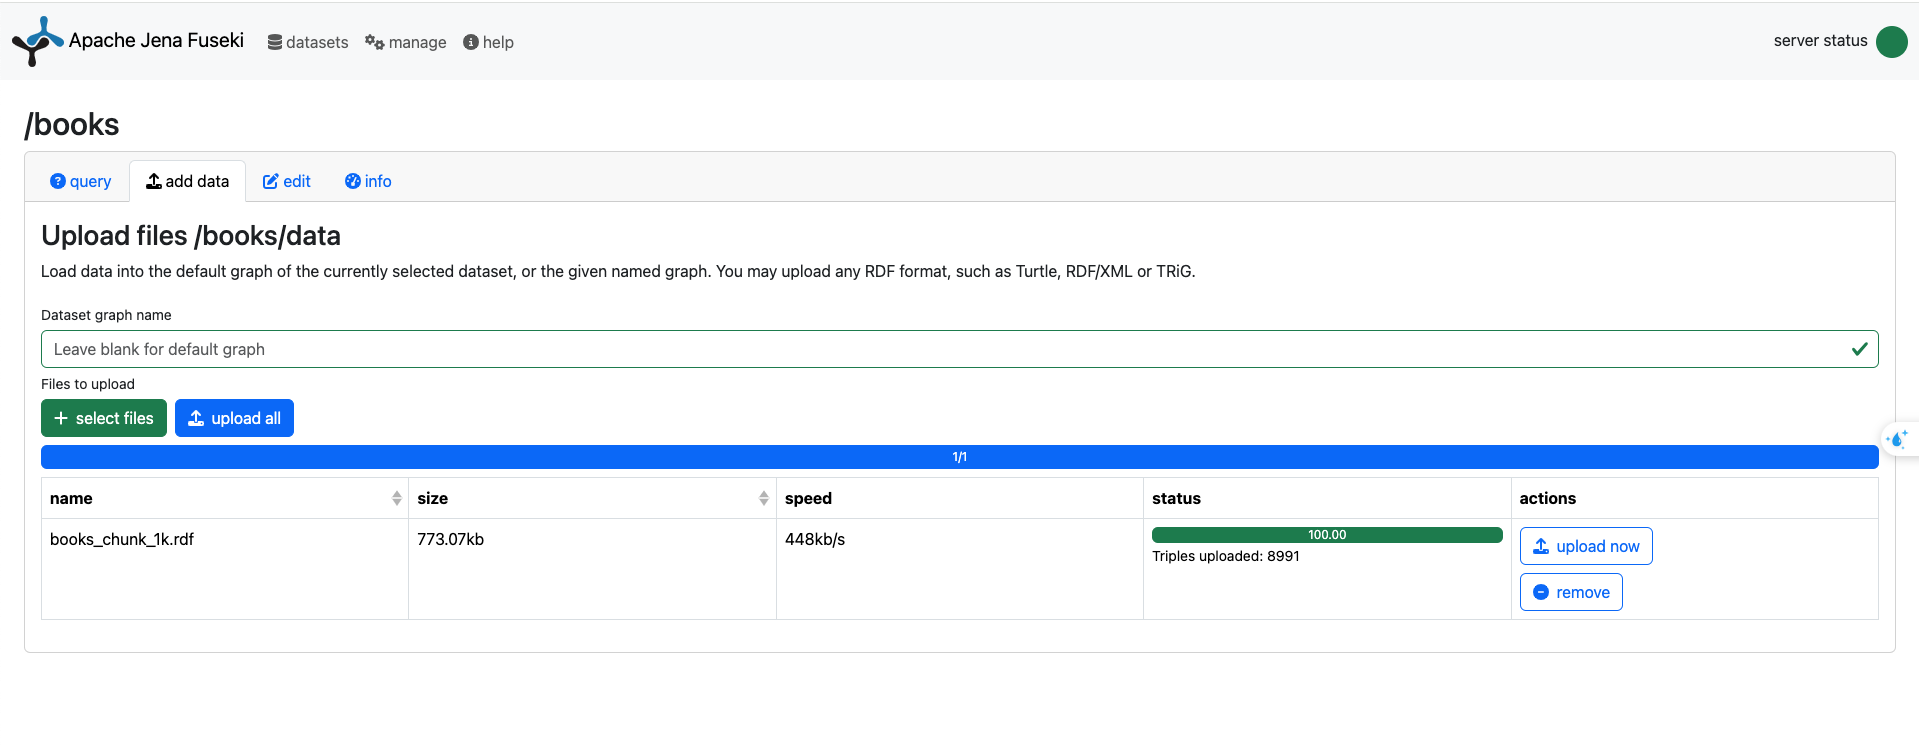 Apache Jena Fuseki datasets manage help server status
/books
query add data edit info
Upload files /books/data
Load data into the default graph of the currently selected dataset, or the given named graph. You may upload any RDF format, such as Turtle, RDF/XML or TRiG.
Dataset graph name
Leave blank for default graph
Files to upload
select files upload all
1/1
name size speed status actions
books_chunk_1k.rdf 773.07kb 448kb/s 100.00 upload now
Triples uploaded: 8991
remove